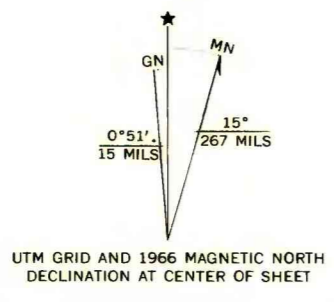 MN
GN
0°51'.
15 MILS
15°
267 MILS
UTM GRID AND 1966 MAGNETIC NORTH
DECLINATION AT CENTER OF SHEET